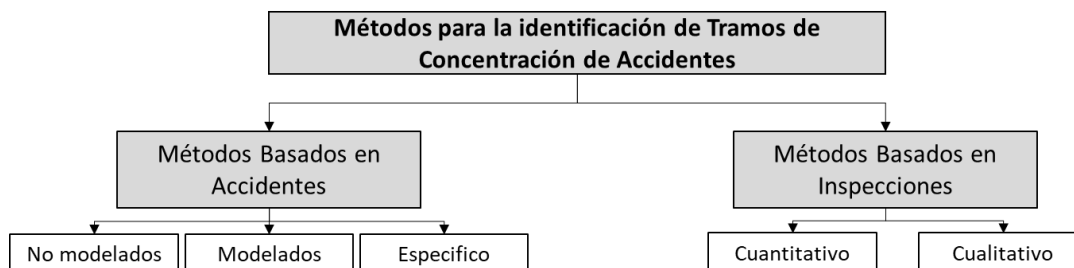 Métodos para la identificación de Tramos de
Concentración de Accidentes
Métodos Basados en
Accidentes
Métodos Basados en
Inspecciones
No modelados
Modelados
Especifico
Cuantitativo
Cualitativo